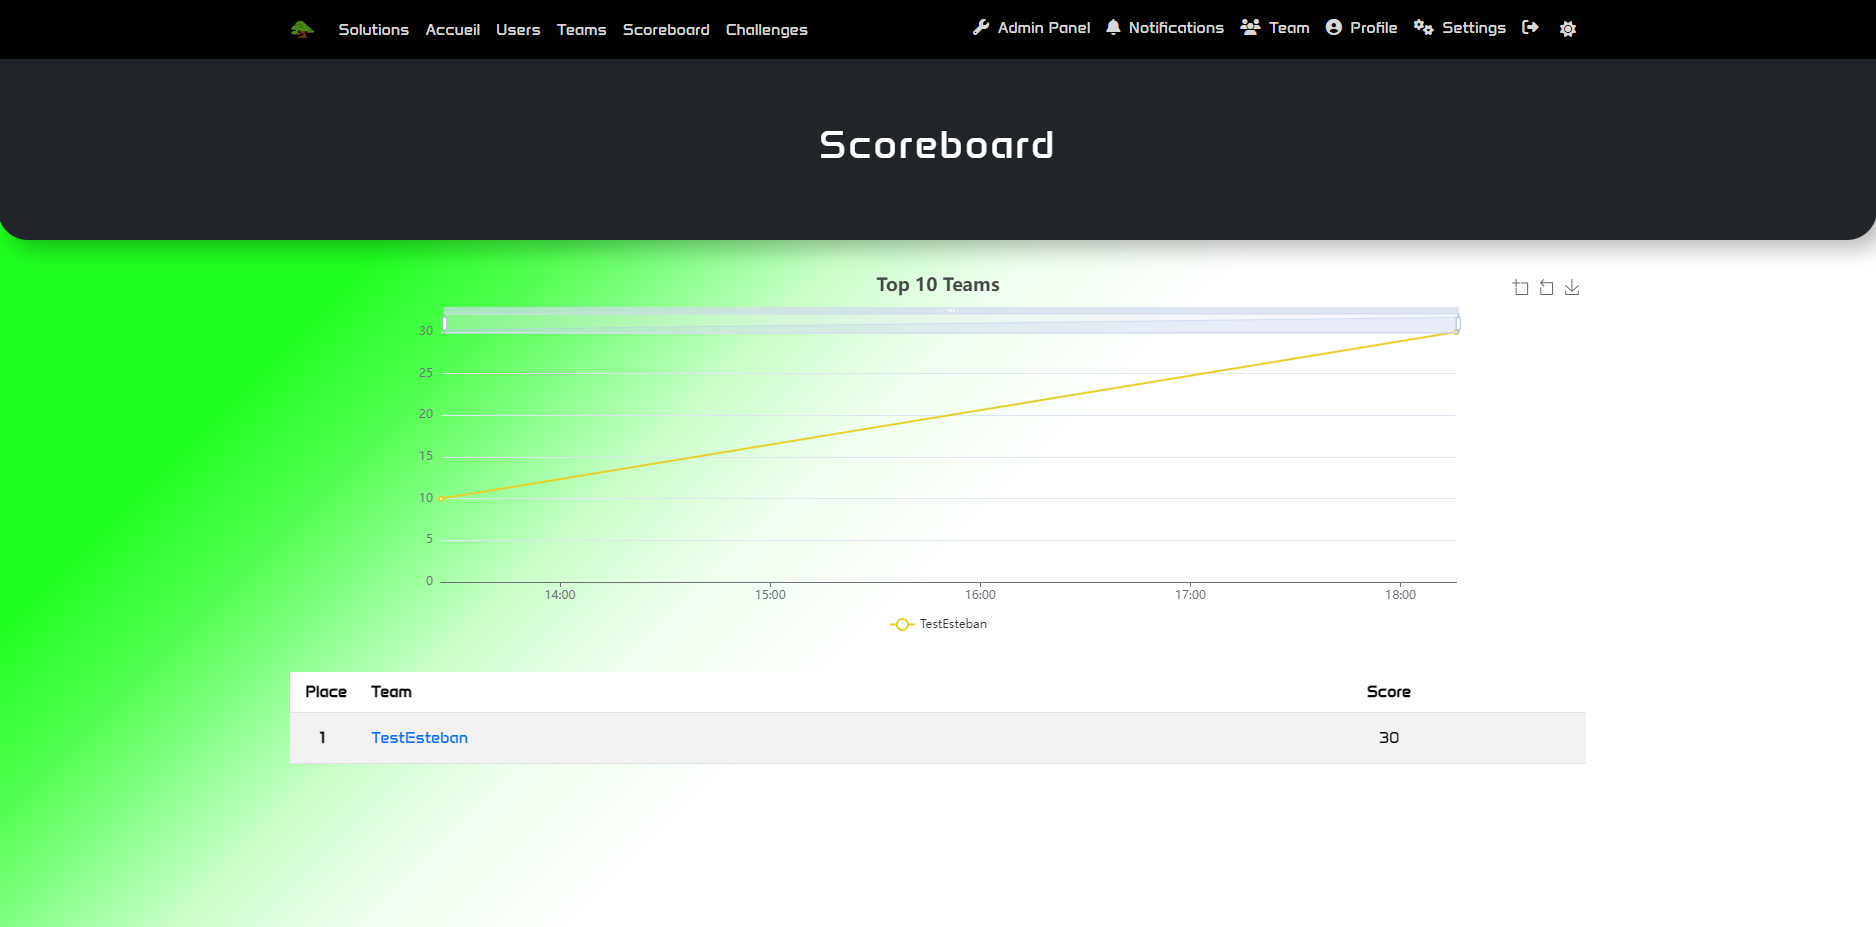 Solutions Accueil Users Teams Scoreboard Challenges Admin Panel Notifications Team Profile Settings
Scoreboard
Top 10 Teams
30
25
20
15
10
5
0
14:00 15:00 16:00 17:00 18:00
TestEsteban
Place Team Score
1 TestEsteban 30